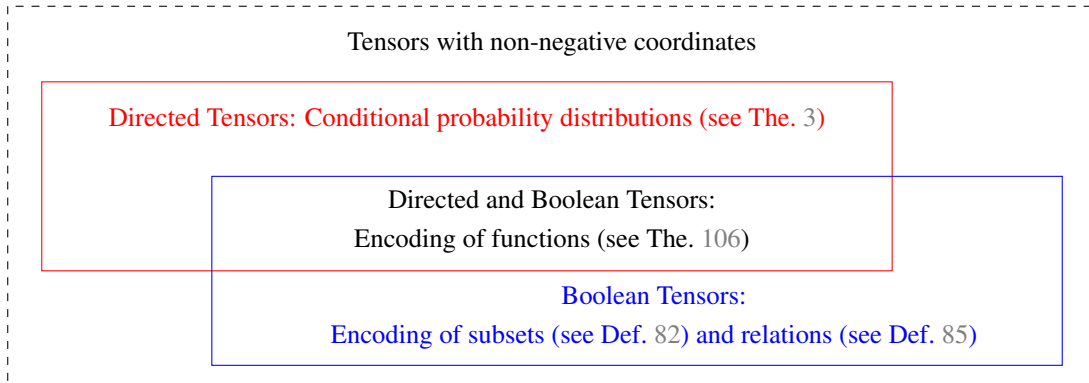 Tensors with non-negative coordinates
Directed Tensors: Conditional probability distributions (see The. 3)
Directed and Boolean Tensors:
Encoding of functions (see The. 106)
Boolean Tensors:
Encoding of subsets (see Def. 82) and relations (see Def. 85)